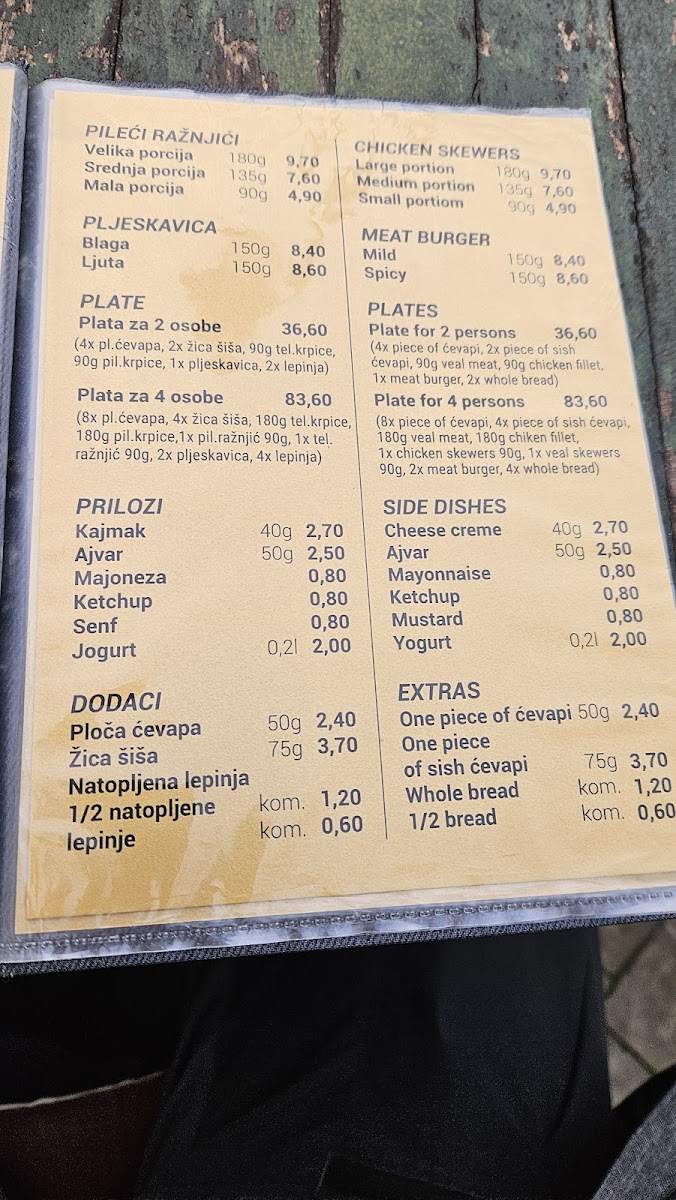 PILEĆI RAŽNJIĆI
Velika porcija 180g 9,70
Srednja porcija 135g 7,60
Mala porcija 90g 4,90
PLJESKAVICA
Blaga 150g 8,40
Ljuta 150g 8,60
PLATE
Plata za 2 osobe 36,60
(4x pl.ćevapa, 2x žica šiša, 90g tel.krpice,
90g pil.krpice, 1x pljeskavica, 2x lepinja)
Plata za 4 osobe 83,60
(8x pl.ćevapa, 4x žica šiša, 180g tel.krpice,
180g pil.krpice,1x pil.ražnjić 90g, 1x tel.
ražnjić 90g, 2x pljeskavica, 4x lepinja)
PRILOZI
Kajmak 40g 2,70
Ajvar 50g 2,50
Majoneza 0,80
Ketchup 0,80
Senf 0,80
Jogurt 0,2l 2,00
DODACI
Ploča ćevapa 50g 2,40
Žica šiša 75g 3,70
Natopljena lepinja
1/2 natopljene kom. 1,20
lepinje kom. 0,60
CHICKEN SKEWERS
Large portion 180g 9,70
Medium portion 135g 7,60
Small portiom 90g 4,90
MEAT BURGER
Mild 150g 8,40
Spicy 150g 8,60
PLATES
Plate for 2 persons 36,60
(4x piece of ćevapi, 2x piece of sish
ćevapi, 90g veal meat, 90g chicken fillet,
1x meat burger, 2x whole bread)
Plate for 4 persons 83,60
(8x piece of ćevapi, 4x piece of sish ćevapi,
180g veal meat, 180g chiken fillet,
1x chicken skewers 90g, 1x veal skewers
90g, 2x meat burger, 4x whole bread)
SIDE DISHES
Cheese creme 40g 2,70
Ajvar 50g 2,50
Mayonnaise 0,80
Ketchup 0,80
Mustard 0,80
Yogurt 0,2l 2,00
EXTRAS
One piece of ćevapi 50g 2,40
One piece
of sish ćevapi 75g 3,70
Whole bread kom. 1,20
1/2 bread kom. 0,60